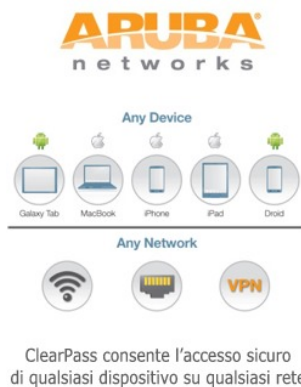 ARUBA
networks
Any Device
Galaxy Tab MacBook iPhone iPad Droid
Any Network
VPN
ClearPass consente l'accesso sicuro
di qualsiasi dispositivo su qualsiasi rete